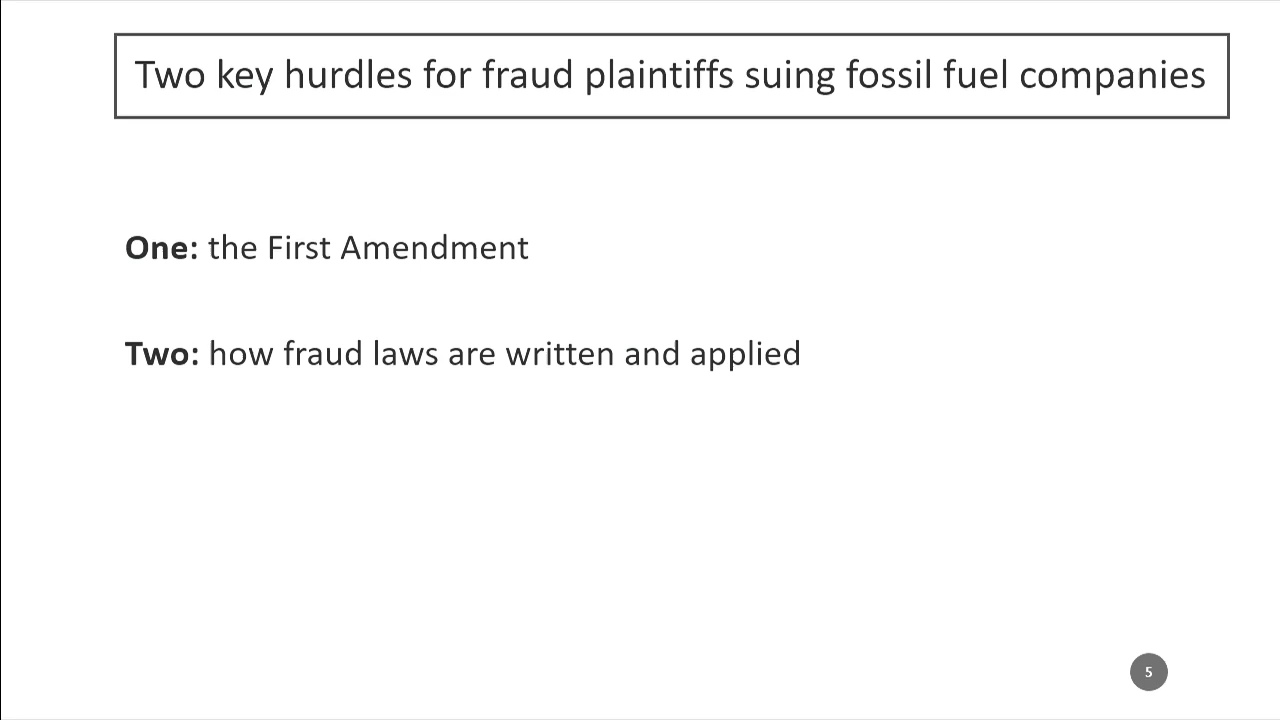 Two key hurdles for fraud plaintiffs suing fossil fuel companies
One: the First Amendment
Two: how fraud laws are written and applied
5